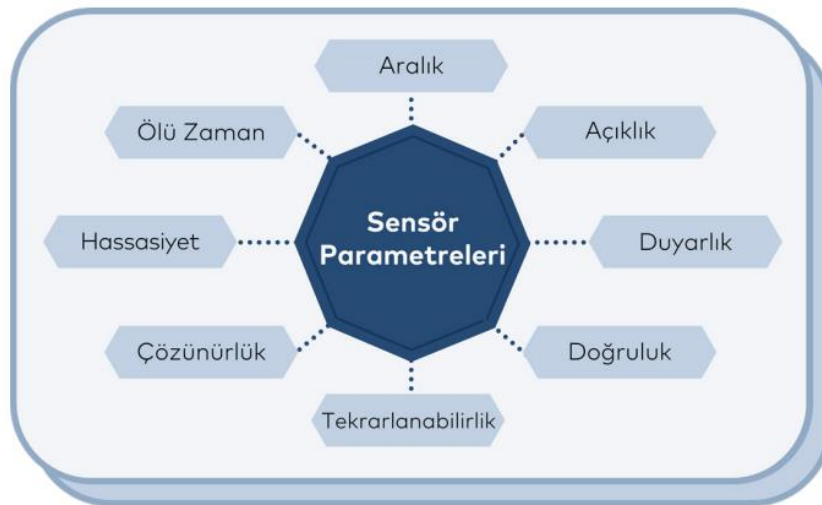 Aralık
Ölü Zaman
Açıklık
Sensör
Parametreleri
Hassasiyet
Duyarlık
Çözünürlük
Doğruluk
Tekrarlanabilirlik